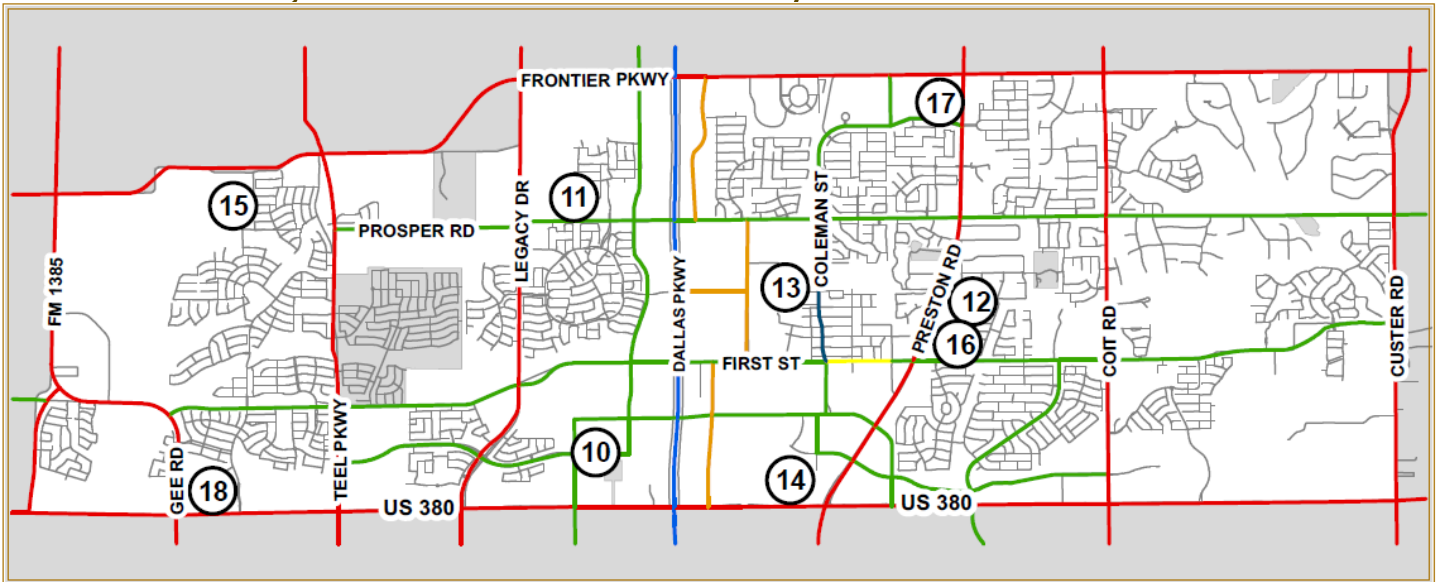 FRONTIER PKWY
17
15
11
PROSPER RD
LEGACY DR
COLEMAN ST
FM 1385
DALLAS PKWY
13
PRESTON RD
12
16
FIRST ST
COIT RD
CUSTER RD
TEEL PKWY
10
GEE RD
18
14
US 380
US 380